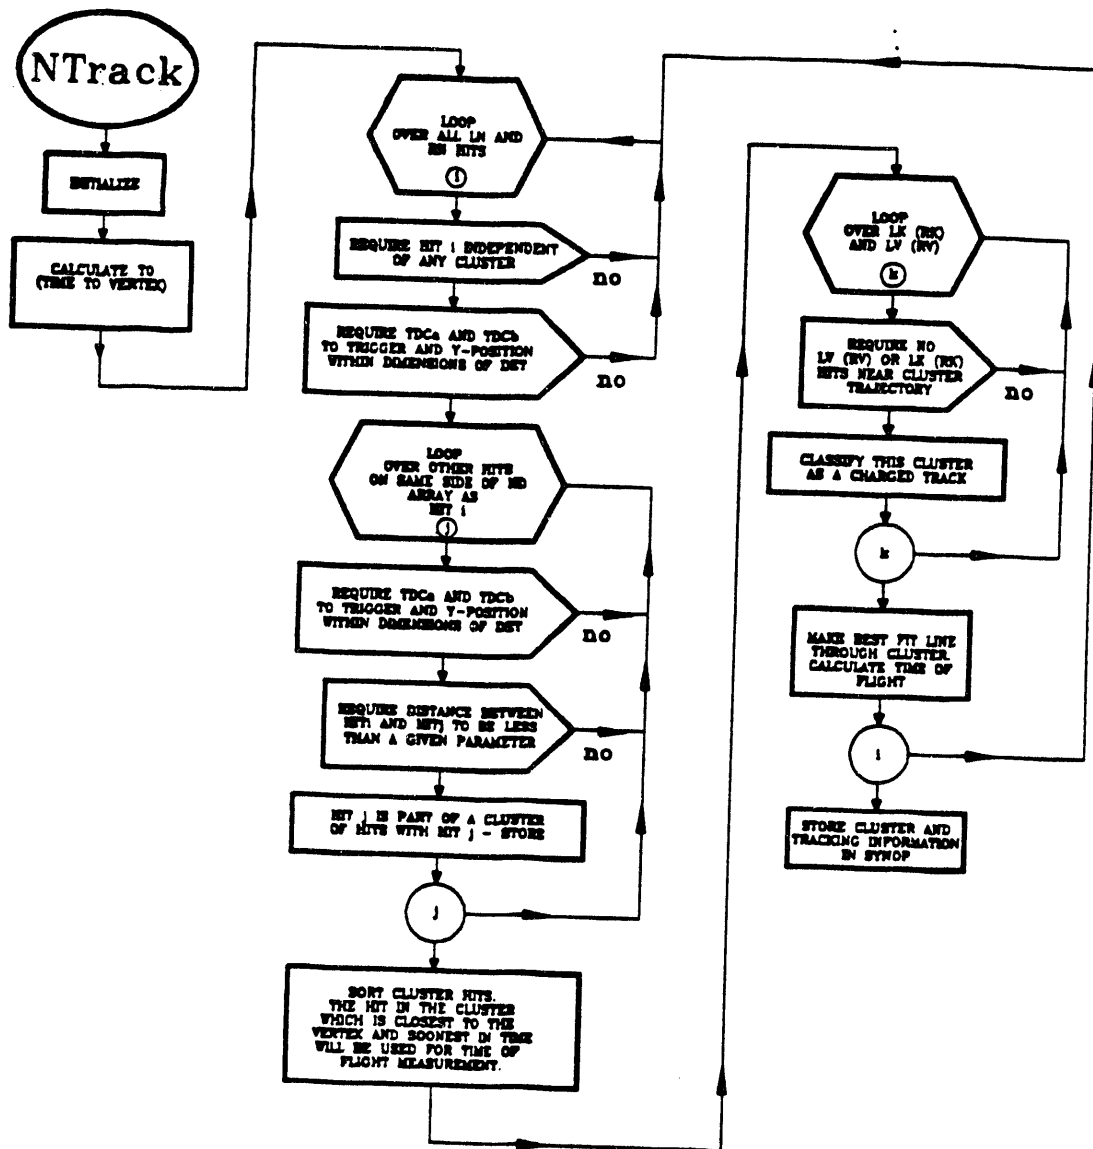 NTrack
INITIALIZE
CALCULATE TO
(TIME TO VERTEX)
LOOP
OVER ALL LN AND
RN HITS
i
REQUIRE HIT i INDEPENDENT
OF ANY CLUSTER
no
REQUIRE TDCa AND TDCb
TO TRIGGER AND Y-POSITION
WITHIN DIMENSIONS OF DET
no
LOOP
OVER OTHER HITS
ON SAME SIDE OF ND
ARRAY AS
HIT i
j
REQUIRE TDCa AND TDCb
TO TRIGGER AND Y-POSITION
WITHIN DIMENSIONS OF DET
no
REQUIRE DISTANCE BETWEEN
HITi AND HITj TO BE LESS
THAN A GIVEN PARAMETER
no
HIT j IS PART OF A CLUSTER
OF HITS WITH HIT j - STORE
j
SORT CLUSTER HITS.
THE HIT IN THE CLUSTER
WHICH IS CLOSEST TO THE
VERTEX AND SOONEST IN TIME
WILL BE USED FOR TIME OF
FLIGHT MEASUREMENT.
LOOP
OVER LK (RK)
AND LV (RV)
k
REQUIRE NO
LV (RV) OR LK (RK)
HITS NEAR CLUSTER
TRAJECTORY
no
CLASSIFY THIS CLUSTER
AS A CHARGED TRACK
k
MAKE BEST FIT LINE
THROUGH CLUSTER.
CALCULATE TIME OF
FLIGHT
i
STORE CLUSTER AND
TRACKING INFORMATION
IN SYNOP